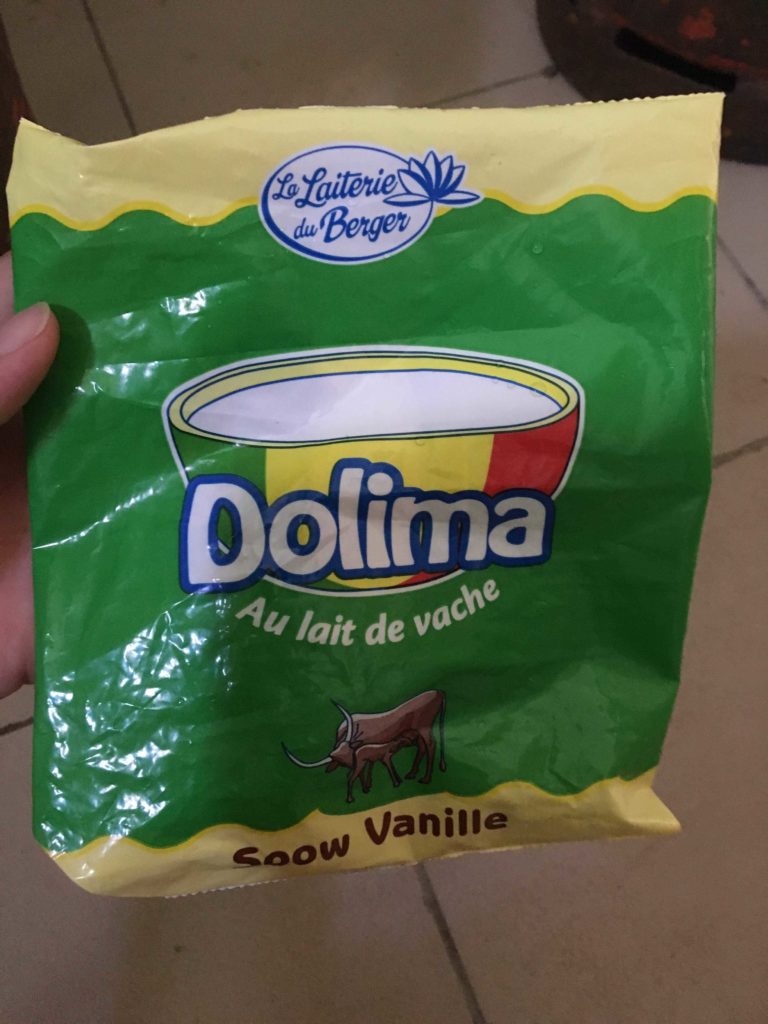 La Laiterie
du Berger
Dolima
Au lait de vache
Soow Vanille